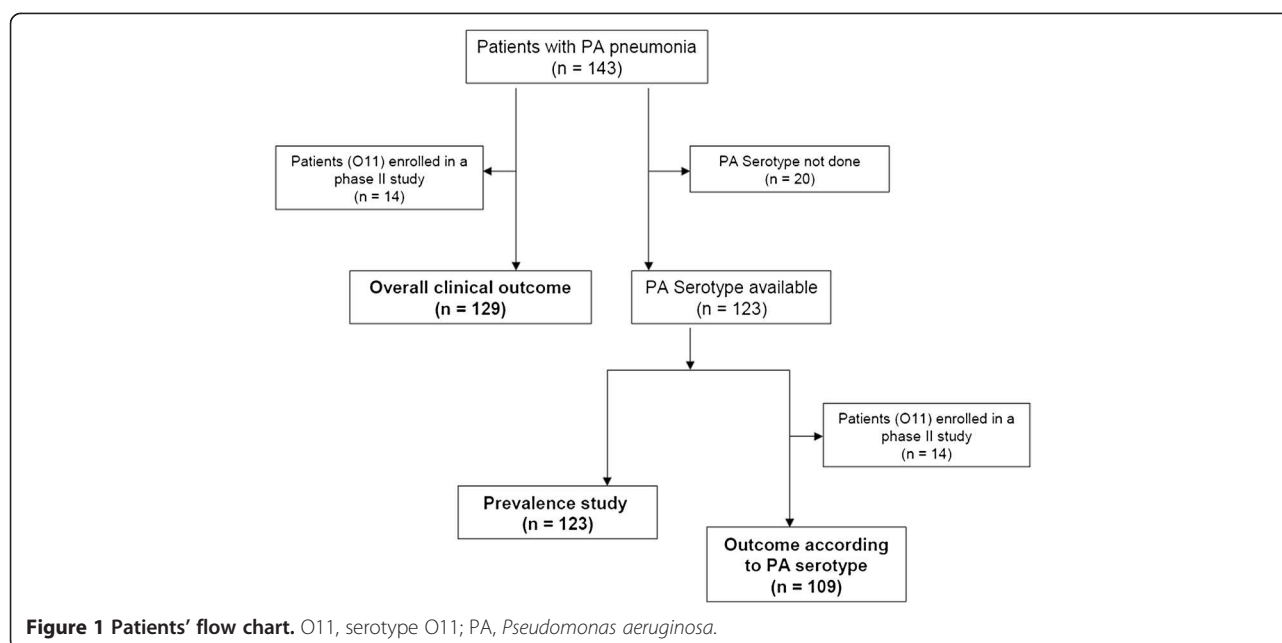 Patients with PA pneumonia
(n = 143)
Patients (O11) enrolled in a
phase II study
(n = 14)
PA Serotype not done
(n = 20)
Overall clinical outcome
(n = 129)
PA Serotype available
(n = 123)
Patients (O11) enrolled in a
phase II study
(n = 14)
Prevalence study
(n = 123)
Outcome according
to PA serotype
(n = 109)
Figure 1 Patients' flow chart. O11, serotype O11; PA, Pseudomonas aeruginosa.